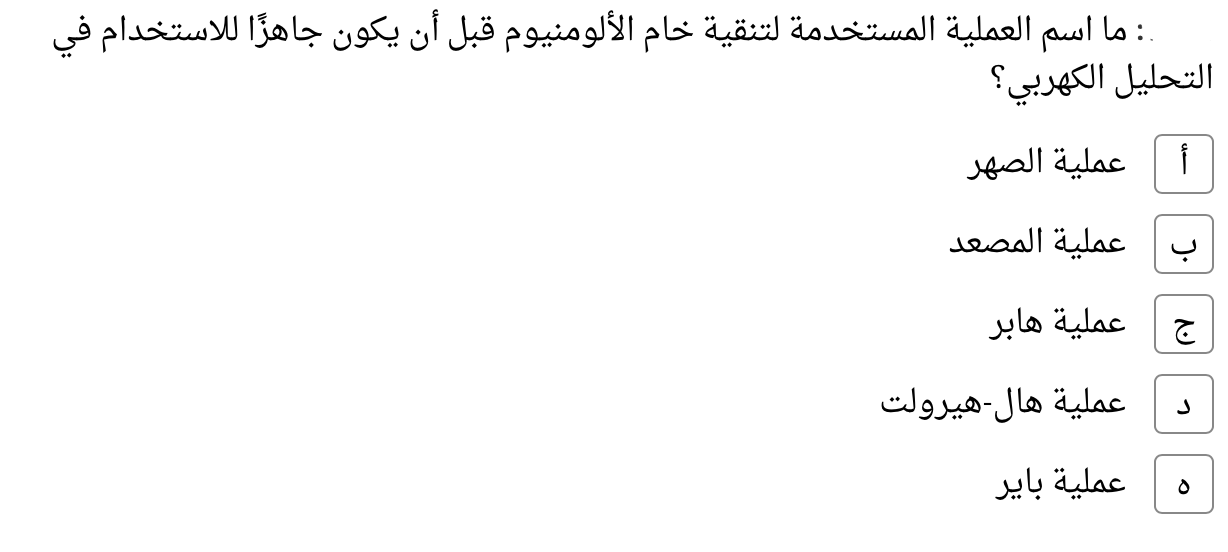 .: ما اسم العملية المستخدمة لتنقية خام الألومنيوم قبل أن يكون جاهزًا للاستخدام في
التحليل الكهربي؟
أ عملية الصهر
ب عملية المصعد
ج عملية هابر
د عملية هال-هيرولت
ه عملية باير